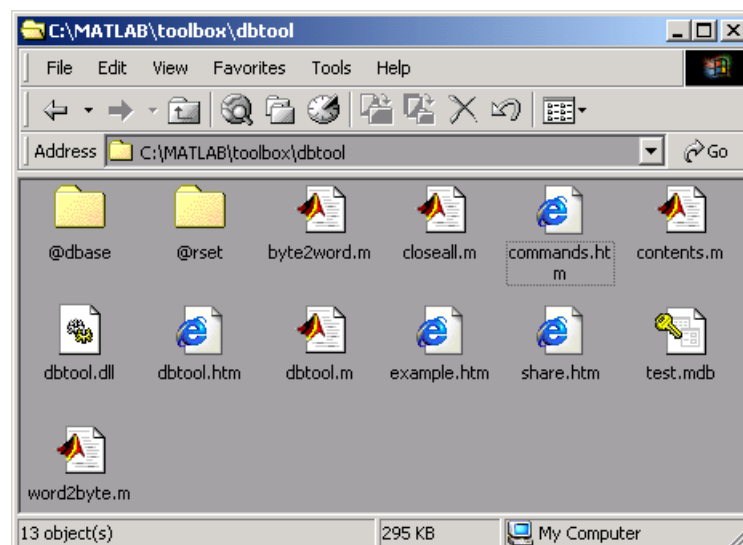 C:\MATLAB\toolbox\dbtool
File Edit View Favorites Tools Help
Address C:\MATLAB\toolbox\dbtool Go
@dbase @rset byte2word.m closeall.m commands.ht contents.m
m
dbtool.dll dbtool.htm dbtool.m example.htm share.htm test.mdb
word2byte.m
13 object(s) 295 KB My Computer